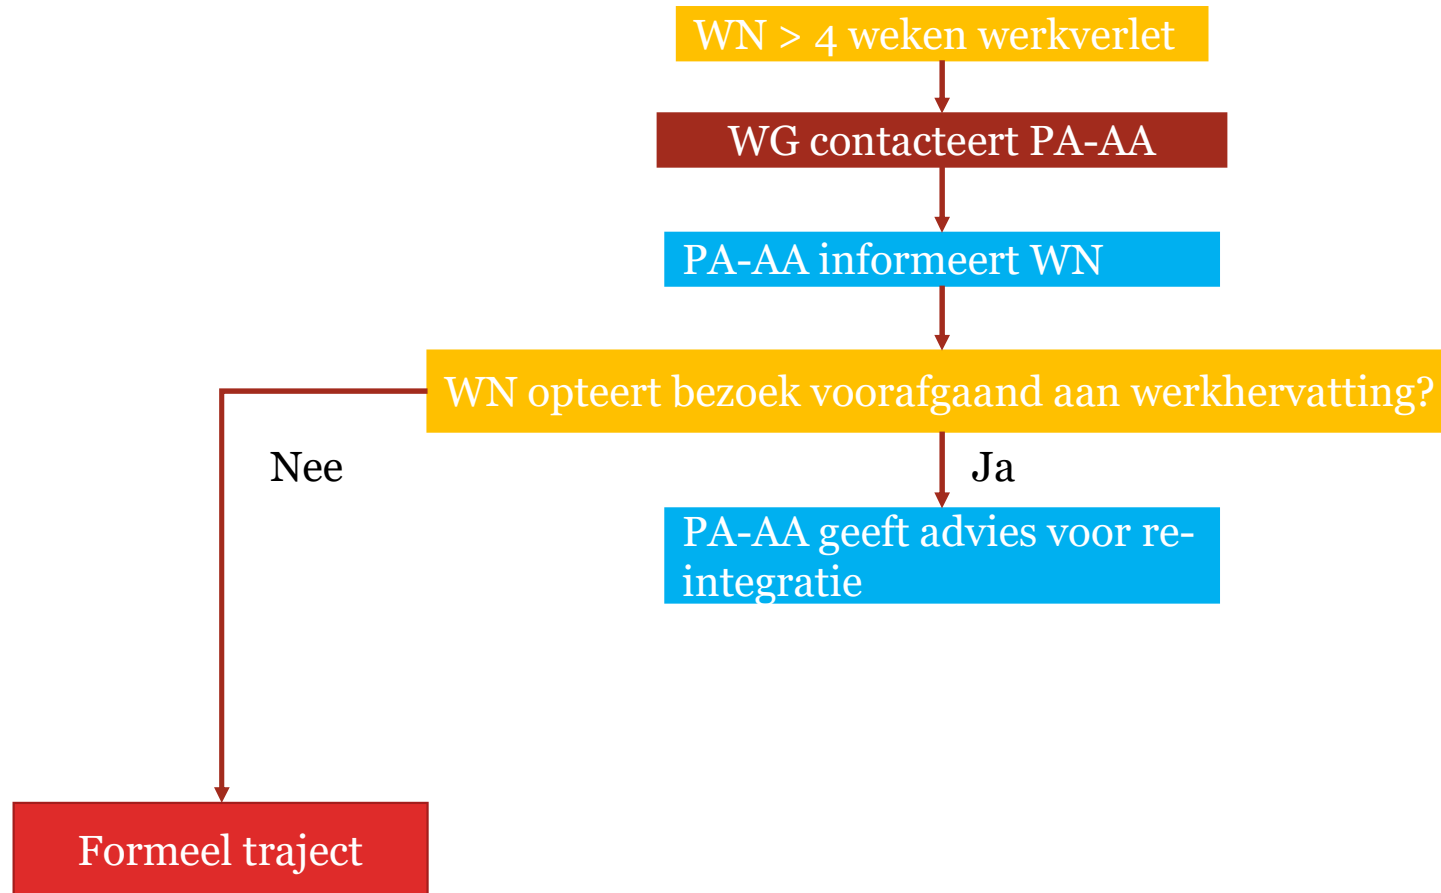 WN > 4 weken werkverlet
WG contacteert PA-AA
PA-AA informeert WN
WN opteert bezoek voorafgaand aan werkhervatting?
Nee
Ja
PA-AA geeft advies voor re-
integratie
Formeel traject